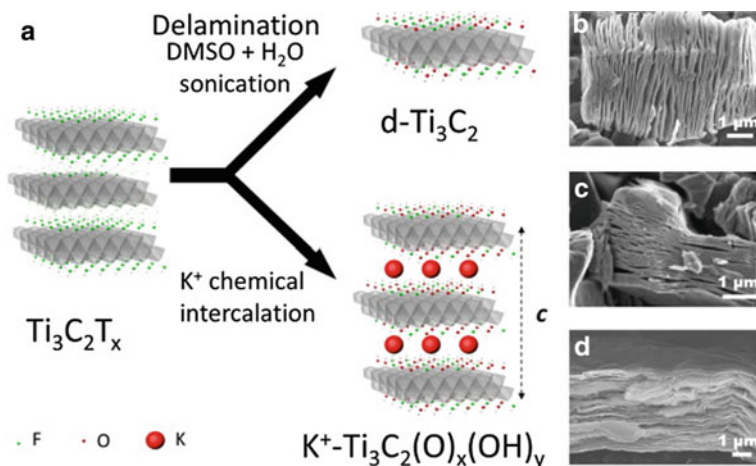 a
Delamination
DMSO + H₂O
sonication
d-Ti₃C₂
Ti₃C₂Tₓ
K⁺ chemical
intercalation
c
K⁺-Ti₃C₂(O)ₓ(OH)ᵧ
F O K
b
1 µm
c
1 µm
d
1 µm